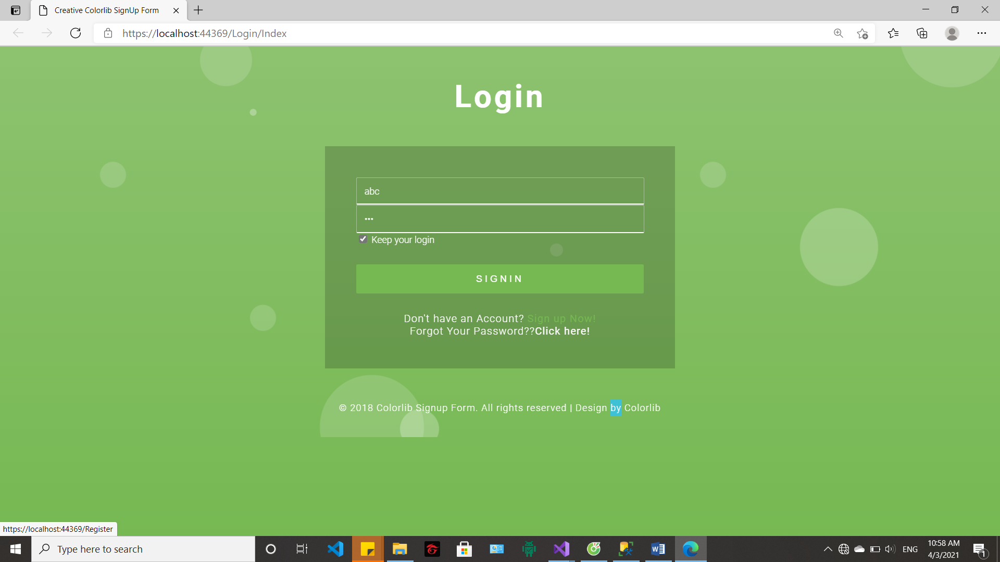 Creative Colorlib SignUp Form
https://localhost:44369/Login/Index
Login
abc
•••
Keep your login
SIGNIN
Don't have an Account? Sign up Now!
Forgot Your Password??Click here!
© 2018 Colorlib Signup Form. All rights reserved | Design by Colorlib
https://localhost:44369/Register
Type here to search
ENG
10:58 AM
4/3/2021
1